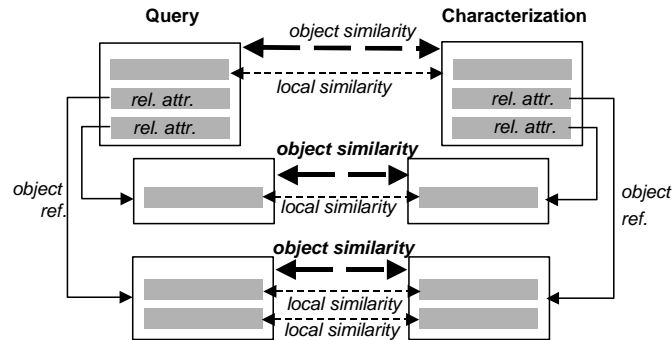 Query
Characterization
object similarity
local similarity
rel. attr.
rel. attr.
rel. attr.
rel. attr.
object similarity
local similarity
object
ref.
object
ref.
object similarity
local similarity
local similarity